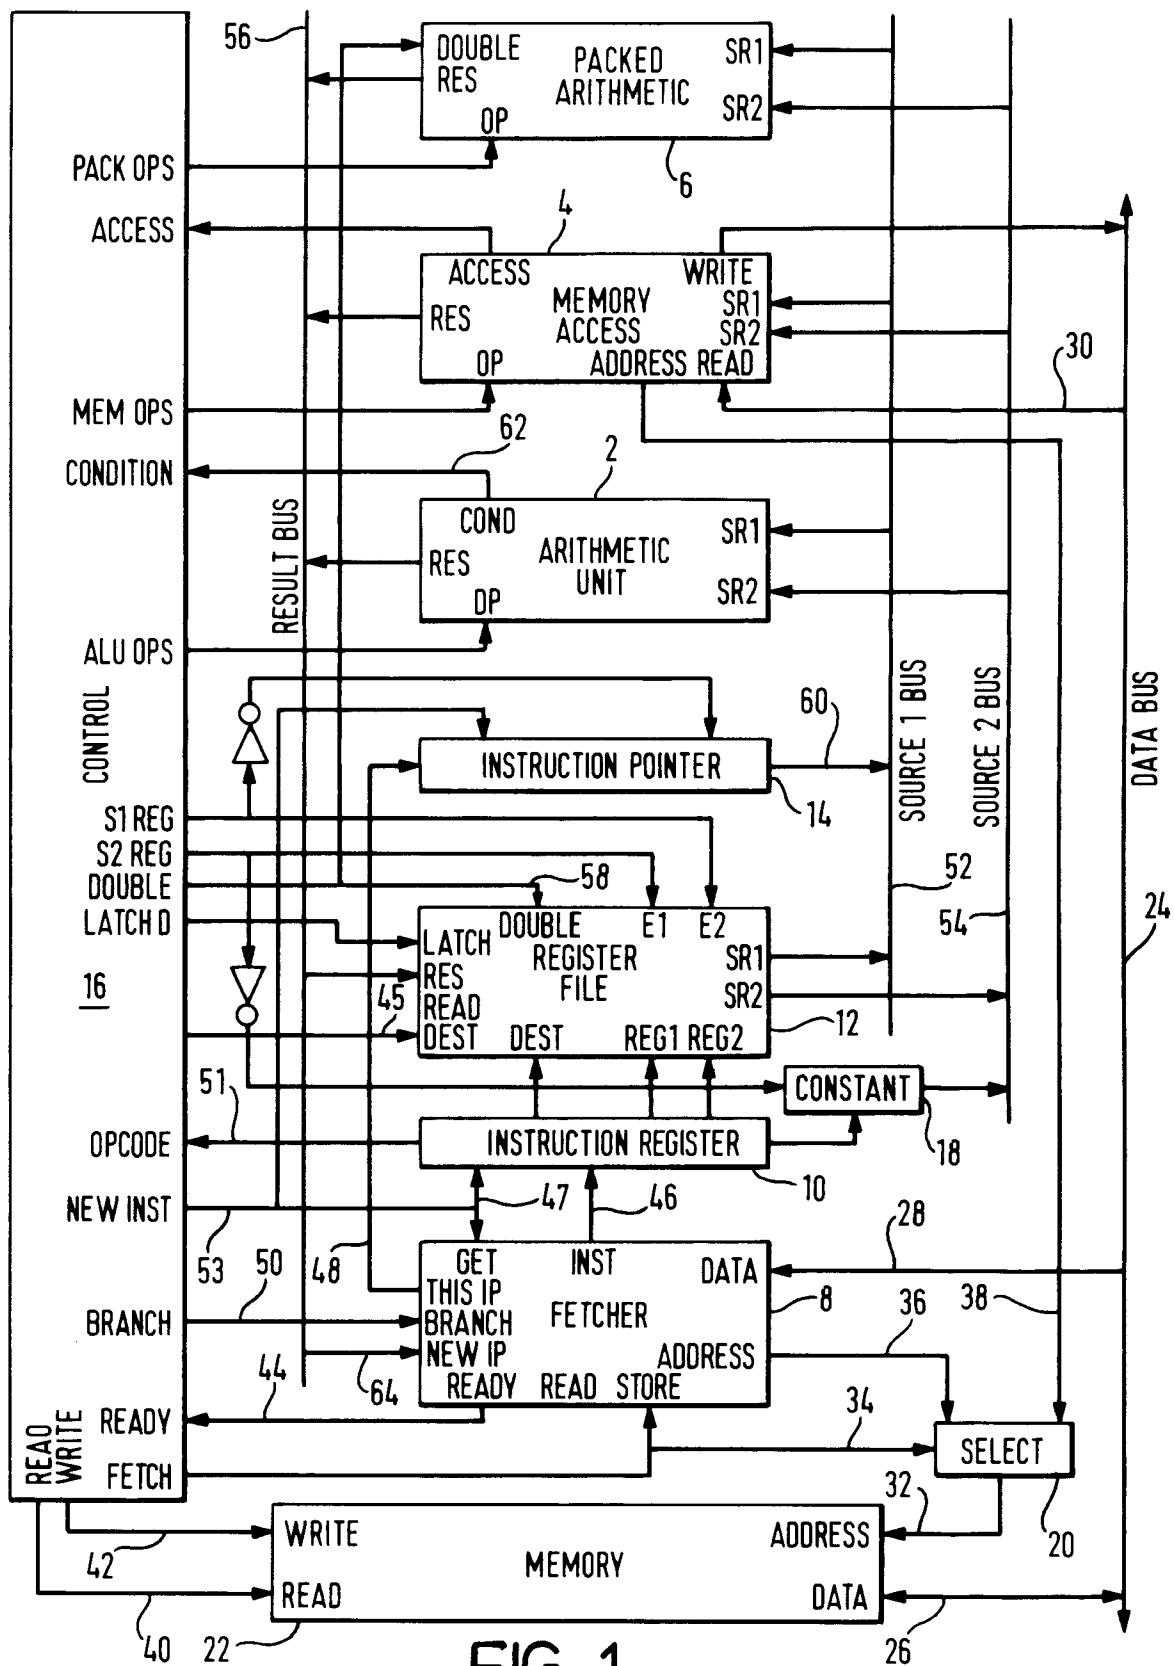 56
DOUBLE
RES
OP
PACKED
ARITHMETIC
SR1
SR2
6
PACK OPS
ACCESS
4
ACCESS
WRITE
RES
MEMORY
ACCESS
SR1
SR2
OP
ADDRESS READ
30
MEM OPS
CONDITION
62
2
COND
RES
OP
ARITHMETIC
UNIT
SR1
SR2
RESULT BUS
ALU OPS
CONTROL
INSTRUCTION POINTER
60
14
SOURCE 1 BUS
SOURCE 2 BUS
DATA BUS
S1 REG
S2 REG
DOUBLE
LATCH D
16
58
52
54
24
DOUBLE
E1
E2
LATCH
RES
READ
DEST
REGISTER
FILE
SR1
SR2
45
DEST
REG1 REG2
12
51
CONSTANT
18
OPCODE
INSTRUCTION REGISTER
10
NEW INST
47
46
53
48
28
GET
INST
DATA
THIS IP
BRANCH
NEW IP
FETCHER
8
50
36
38
BRANCH
ADDRESS
READY
READ
STORE
44
64
34
READY
FETCH
READ
WRITE
SELECT
32
20
42
WRITE
READ
MEMORY
ADDRESS
DATA
40
22
26
FIG. 1